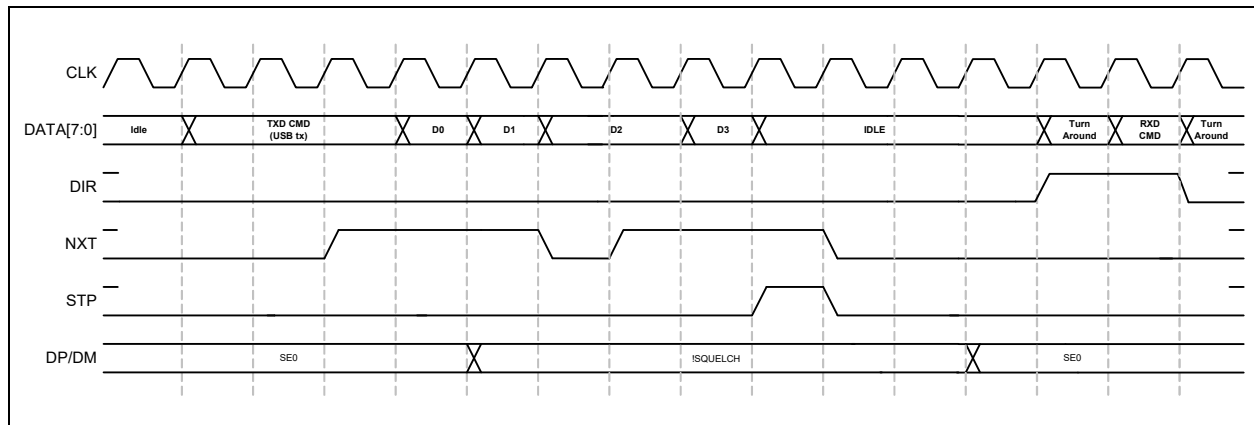 CLK
DATA[7:0]
Idle
TXD CMD
(USB tx)
D0
D1
D2
D3
IDLE
Turn
Around
RXD
CMD
Turn
Around
DIR
NXT
STP
DP/DM
SE0
!SQUELCH
SE0